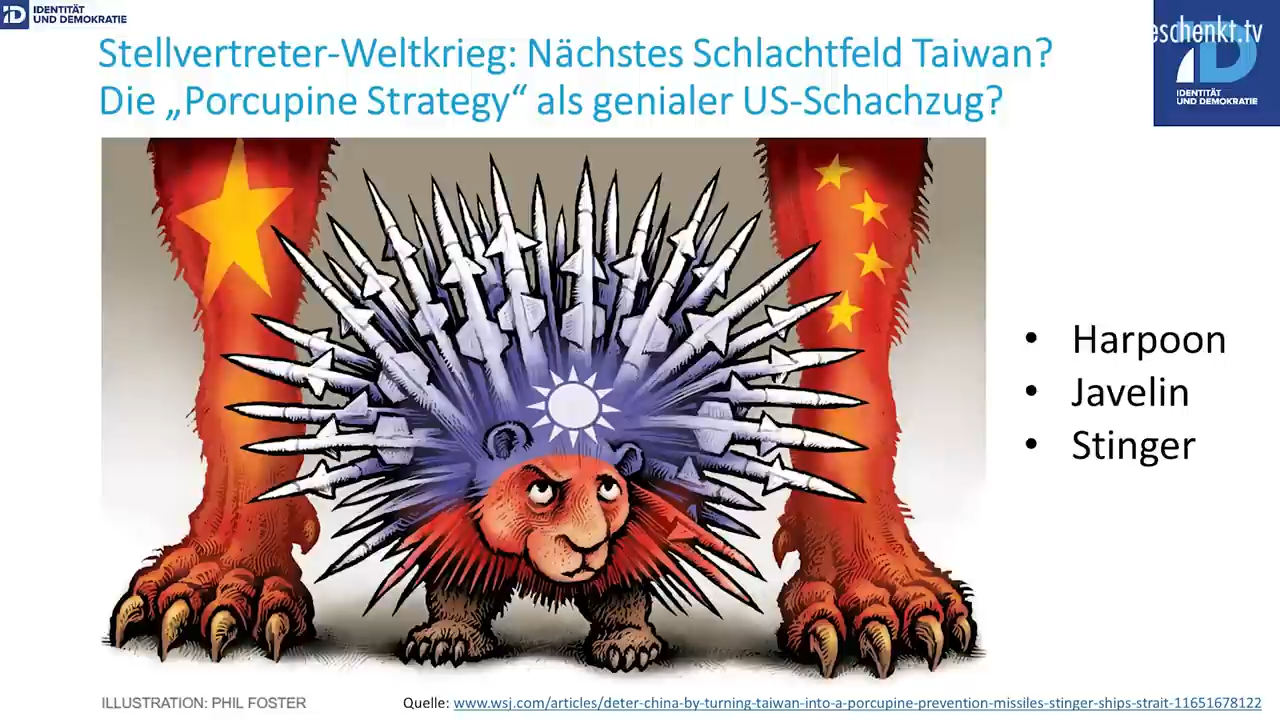 iD IDENTITÄT
UND DEMOKRATIE
eschenkt.tv
Stellvertreter-Weltkrieg: Nächstes Schlachtfeld Taiwan?
Die „Porcupine Strategy“ als genialer US-Schachzug?
iD
IDENTITÄT
UND DEMOKRATIE
• Harpoon
• Javelin
• Stinger
ILLUSTRATION: PHIL FOSTER
Quelle: www.wsj.com/articles/deter-china-by-turning-taiwan-into-a-porcupine-prevention-missiles-stinger-ships-strait-11651678122